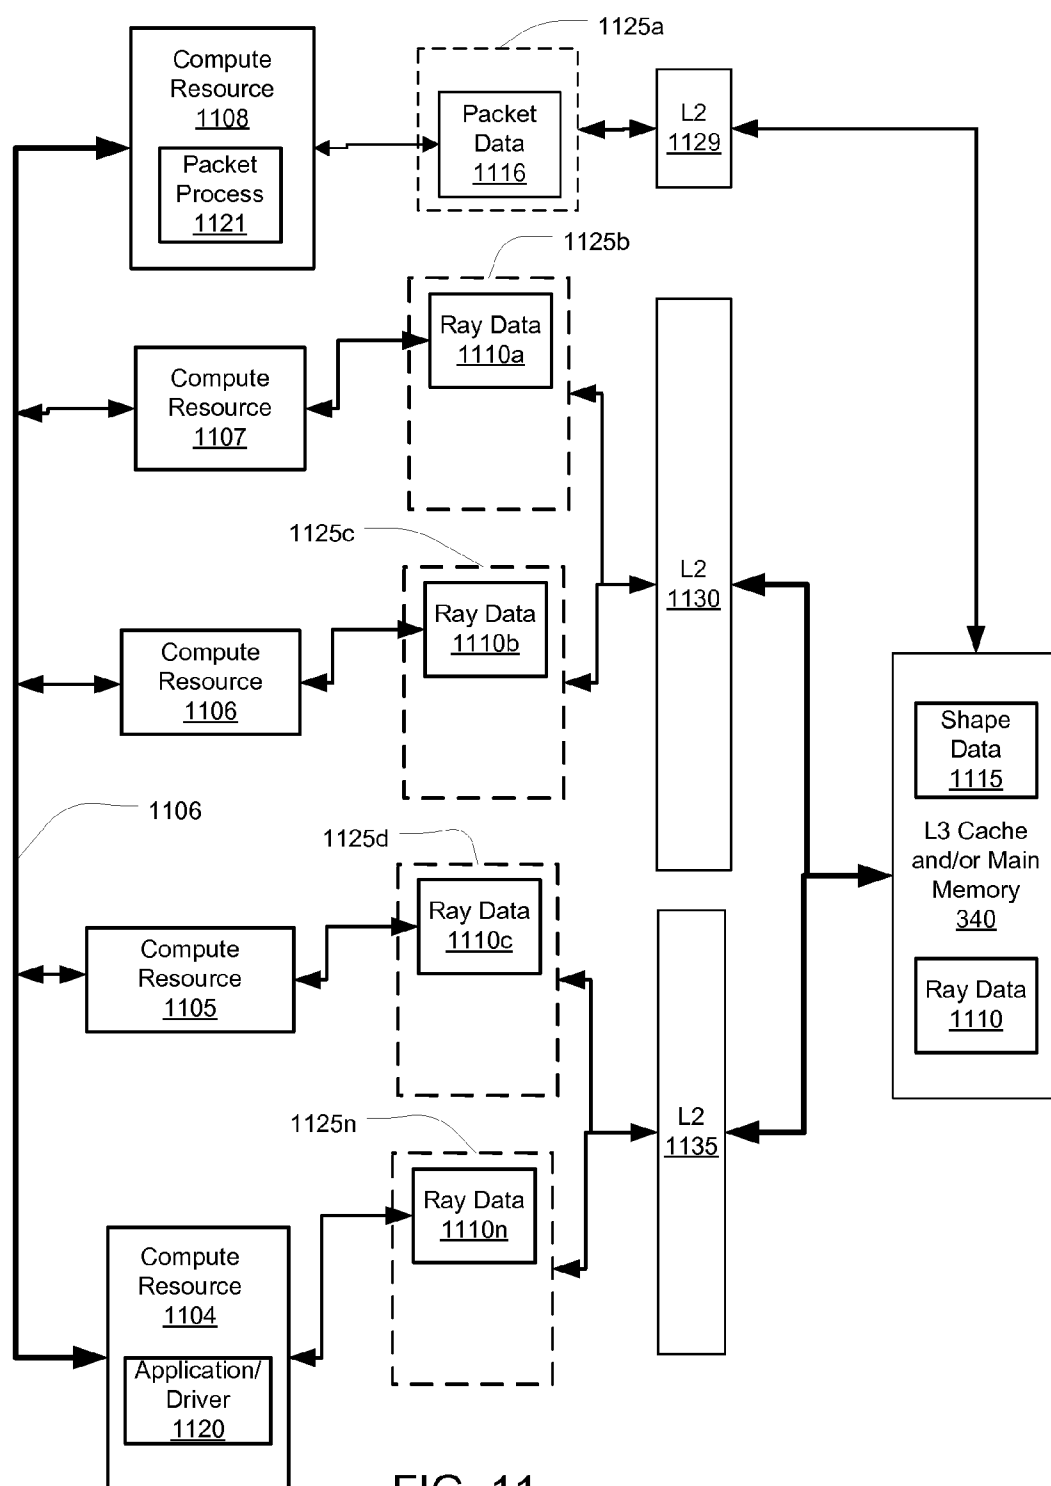 1125a
Compute
Resource
1108
Packet
Process
1121
Packet
Data
1116
L2
1129
1125b
Ray Data
1110a
Compute
Resource
1107
1125c
Ray Data
1110b
L2
1130
Compute
Resource
1106
Shape
Data
1115
1106
L3 Cache
and/or Main
Memory
340
1125d
Ray Data
1110c
Compute
Resource
1105
Ray Data
1110
1125n
L2
1135
Ray Data
1110n
Compute
Resource
1104
Application/
Driver
1120
FIG. 11